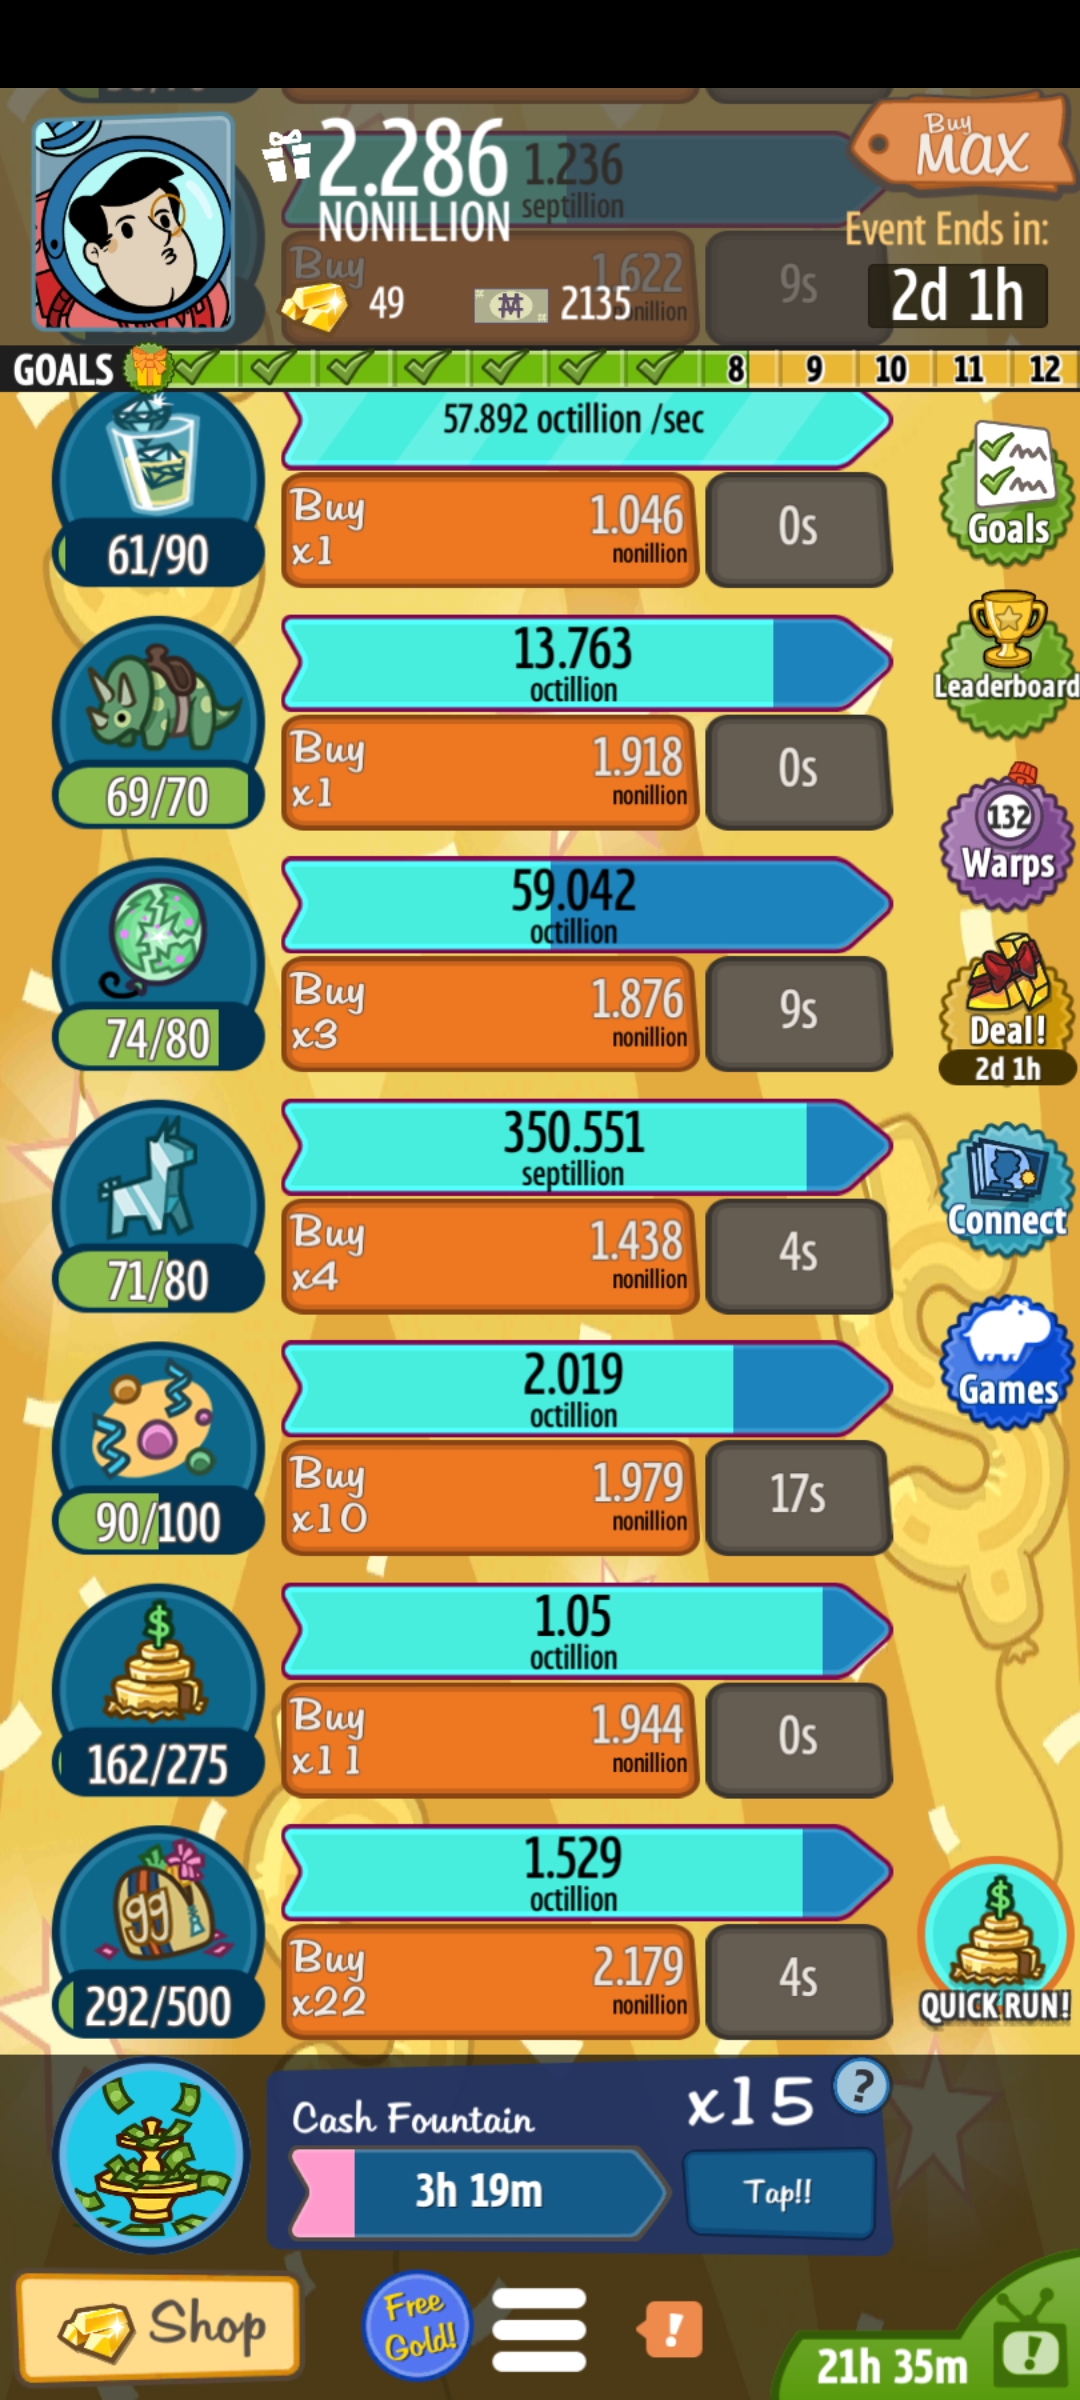 2.286
NONILLION
1.236
septillion
Buy
MAX
Event Ends in:
2d 1h
Buy
1.622
9s
49
2135
GOALS
8 9 10 11 12
57.892 octillion /sec
Buy
x1
1.046
nonillion
0s
61/90
13.763
octillion
Buy
x1
1.918
nonillion
0s
69/70
59.042
octillion
Buy
x3
1.876
nonillion
9s
74/80
350.551
septillion
Buy
x4
1.438
nonillion
4s
71/80
2.019
octillion
Buy
x10
1.979
nonillion
17s
90/100
$
1.05
octillion
Buy
x11
1.944
nonillion
0s
162/275
gg
1.529
octillion
Buy
x22
2.179
nonillion
4s
292/500
Goals
Leaderboard
132
Warps
Deal!
2d 1h
Connect
Games
$
QUICK RUN!
Cash Fountain
x15
?
3h 19m
Tap!!
Shop
Free
Gold!
!
21h 35m
!